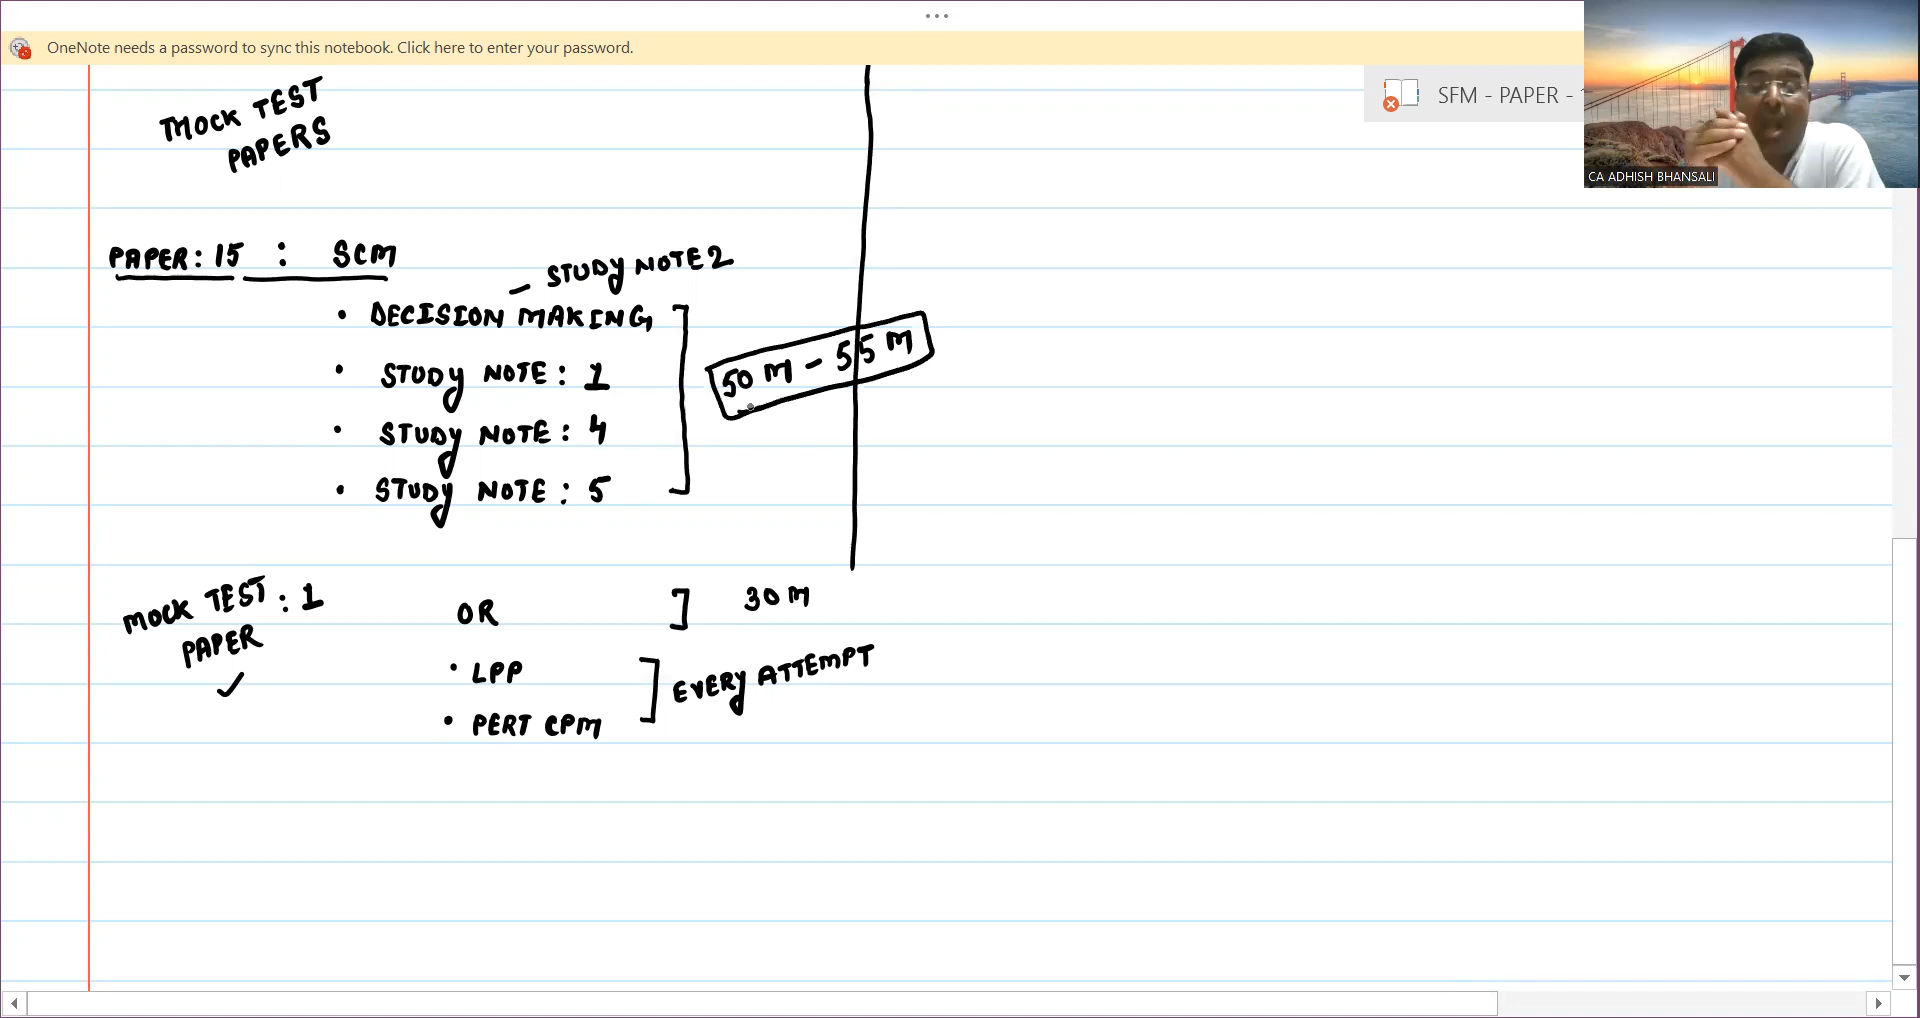 OneNote needs a password to sync this notebook. Click here to enter your password.
SFM - PAPER -
CA ADHISH BHANSALI
MOCK TEST
PAPERS
PAPER: 15 : SCM
- STUDY NOTE 2
• DECISION MAKING
• STUDY NOTE: 1
• STUDY NOTE: 4
• STUDY NOTE: 5
50 M - 55 M
MOCK TEST: 1
PAPER
OR
30 M
• LPP
• PERT CPM
EVERY ATTEMPT